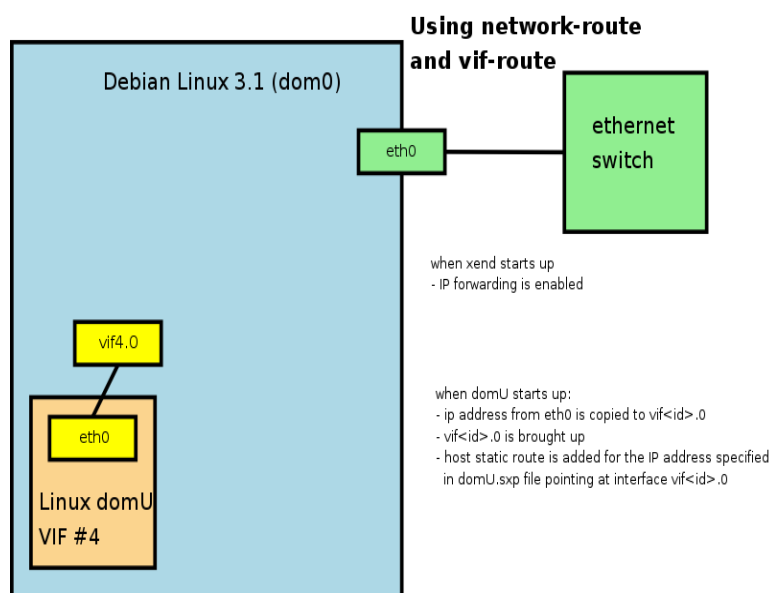 Using network-route
and vif-route
Debian Linux 3.1 (dom0)
eth0
ethernet
switch
when xend starts up
- IP forwarding is enabled
vif4.0
eth0
Linux domU
VIF #4
when domU starts up:
- ip address from eth0 is copied to vif<id>.0
- vif<id>.0 is brought up
- host static route is added for the IP address specified
in domU.sxp file pointing at interface vif<id>.0